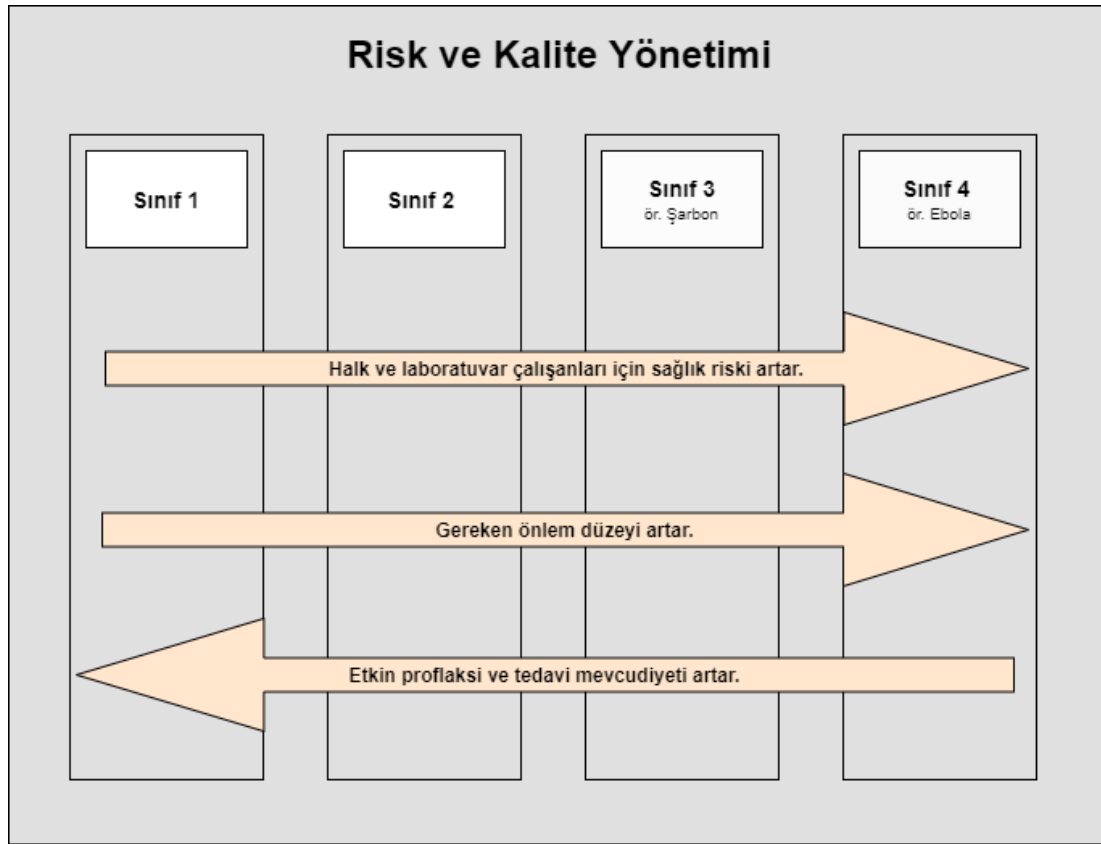 Risk ve Kalite Yönetimi
Sınıf 1
Sınıf 2
Sınıf 3
ör. Şarbon
Sınıf 4
ör. Ebola
Halk ve laboratuvar çalışanları için sağlık riski artar.
Gereken önlem düzeyi artar.
Etkin proflaksi ve tedavi mevcudiyeti artar.